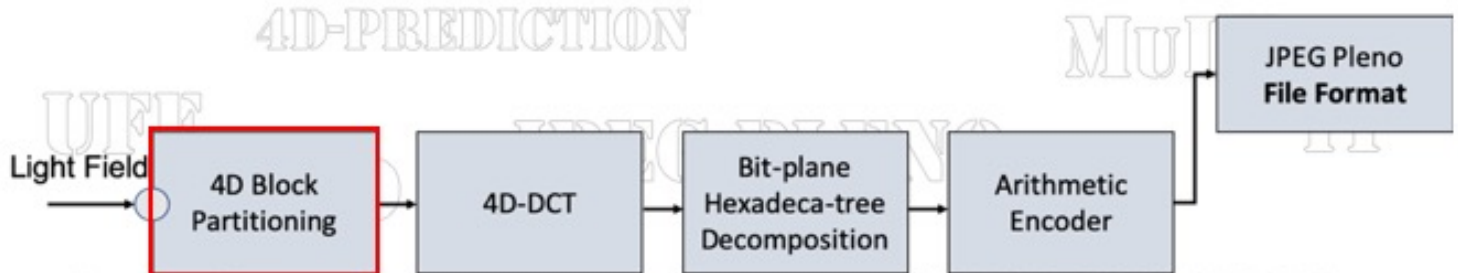 4D-PREDICTION
JPEG Pleno
File Format
Light Field
4D Block
Partitioning
4D-DCT
Bit-plane
Hexadeca-tree
Decomposition
Arithmetic
Encoder